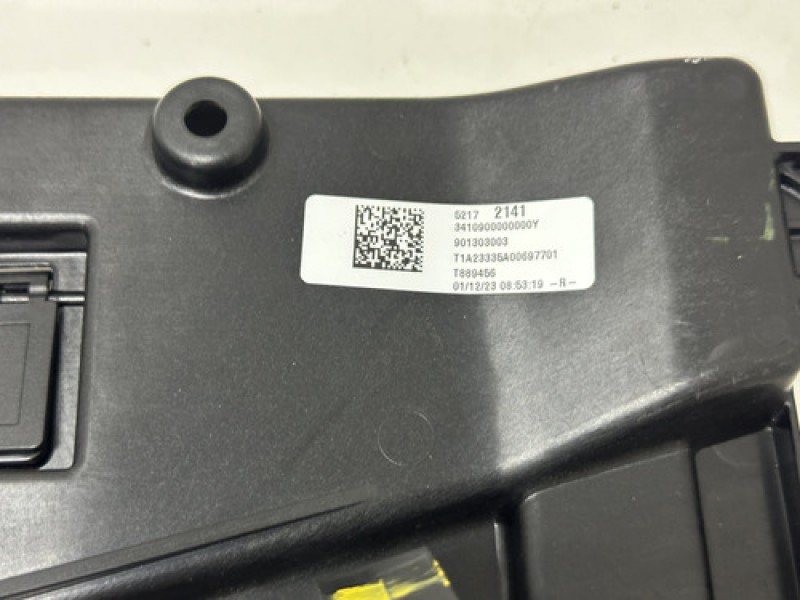 5217 2141
3410900000000Y
901303003
T1A23335A00697701
T889456
01/12/23 08:53:19 -R-